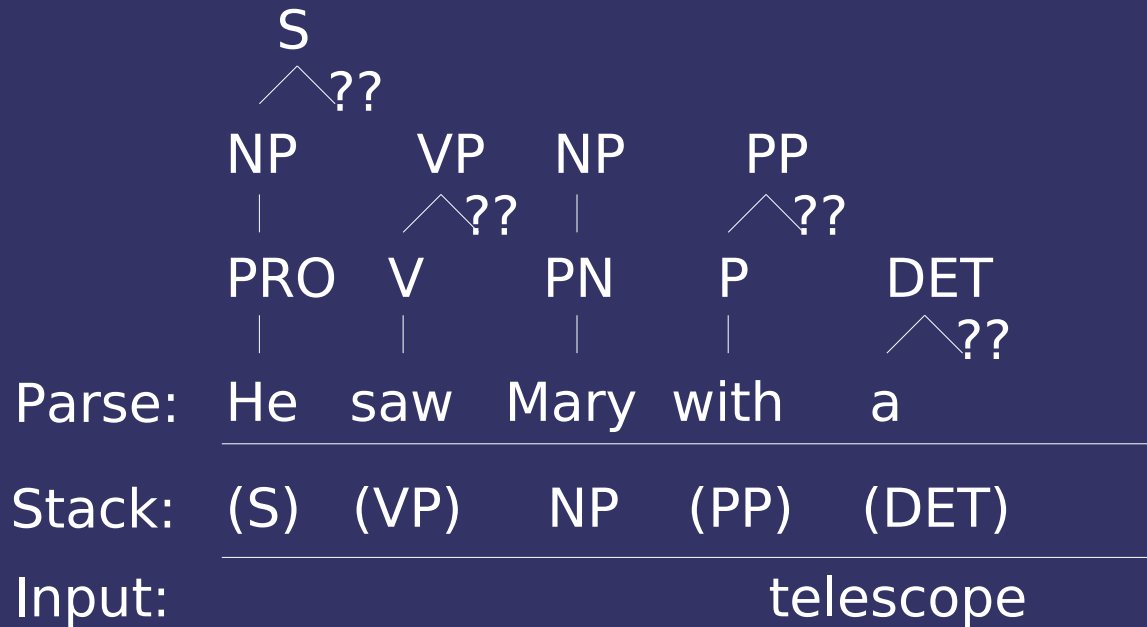 S
??
NP VP NP PP
?? ??
PRO V PN P DET
??
Parse: He saw Mary with a
Stack: (S) (VP) NP (PP) (DET)
Input: telescope